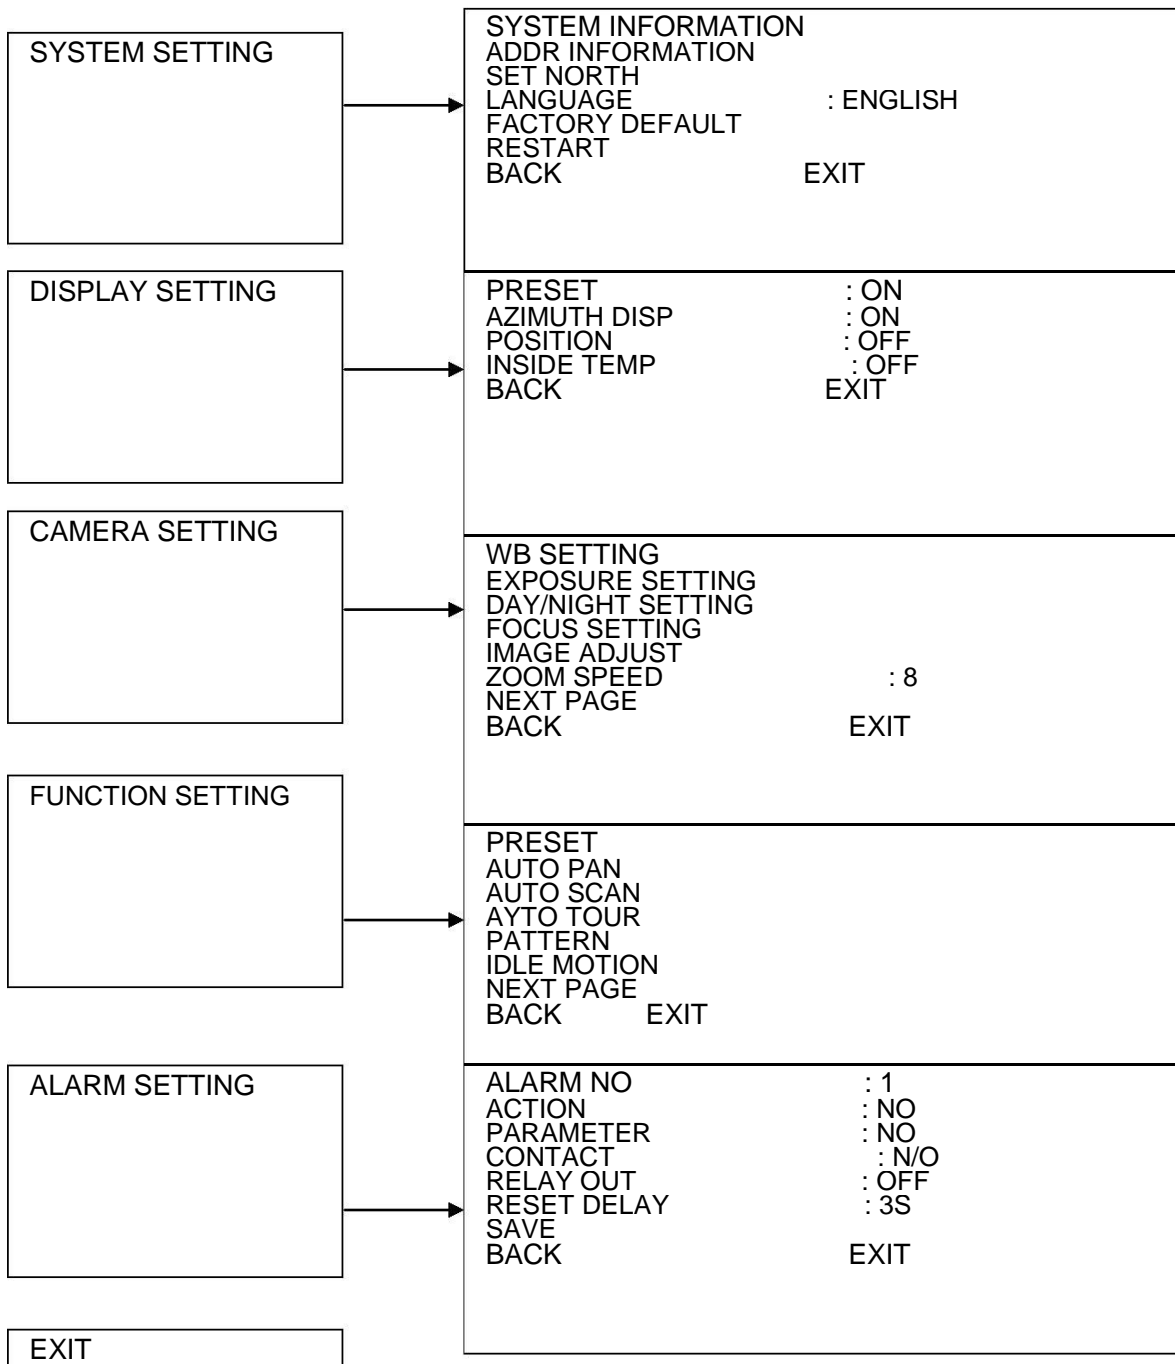 SYSTEM SETTING
SYSTEM INFORMATION
ADDR INFORMATION
SET NORTH
LANGUAGE : ENGLISH
FACTORY DEFAULT
RESTART
BACK EXIT
DISPLAY SETTING
PRESET : ON
AZIMUTH DISP : ON
POSITION : OFF
INSIDE TEMP : OFF
BACK EXIT
CAMERA SETTING
WB SETTING
EXPOSURE SETTING
DAY/NIGHT SETTING
FOCUS SETTING
IMAGE ADJUST
ZOOM SPEED : 8
NEXT PAGE
BACK EXIT
FUNCTION SETTING
PRESET
AUTO PAN
AUTO SCAN
AYTO TOUR
PATTERN
IDLE MOTION
NEXT PAGE
BACK EXIT
ALARM SETTING
ALARM NO : 1
ACTION : NO
PARAMETER : NO
CONTACT : N/O
RELAY OUT : OFF
RESET DELAY : 3S
SAVE
BACK EXIT
EXIT